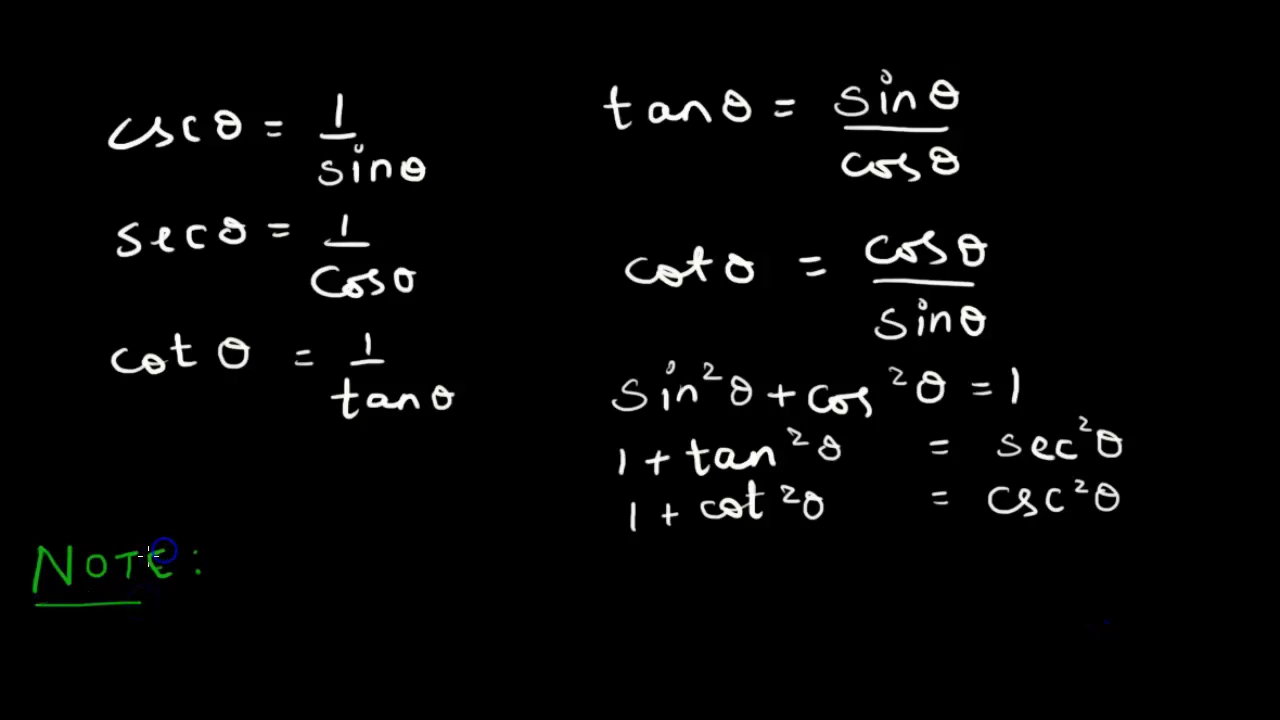 cscθ = 1/sinθ
secθ = 1/cosθ
cotθ = 1/tanθ
tanθ = sinθ/cosθ
cotθ = cosθ/sinθ
sin²θ + cos²θ = 1
1 + tan²θ = sec²θ
1 + cot²θ = csc²θ
NOTE: